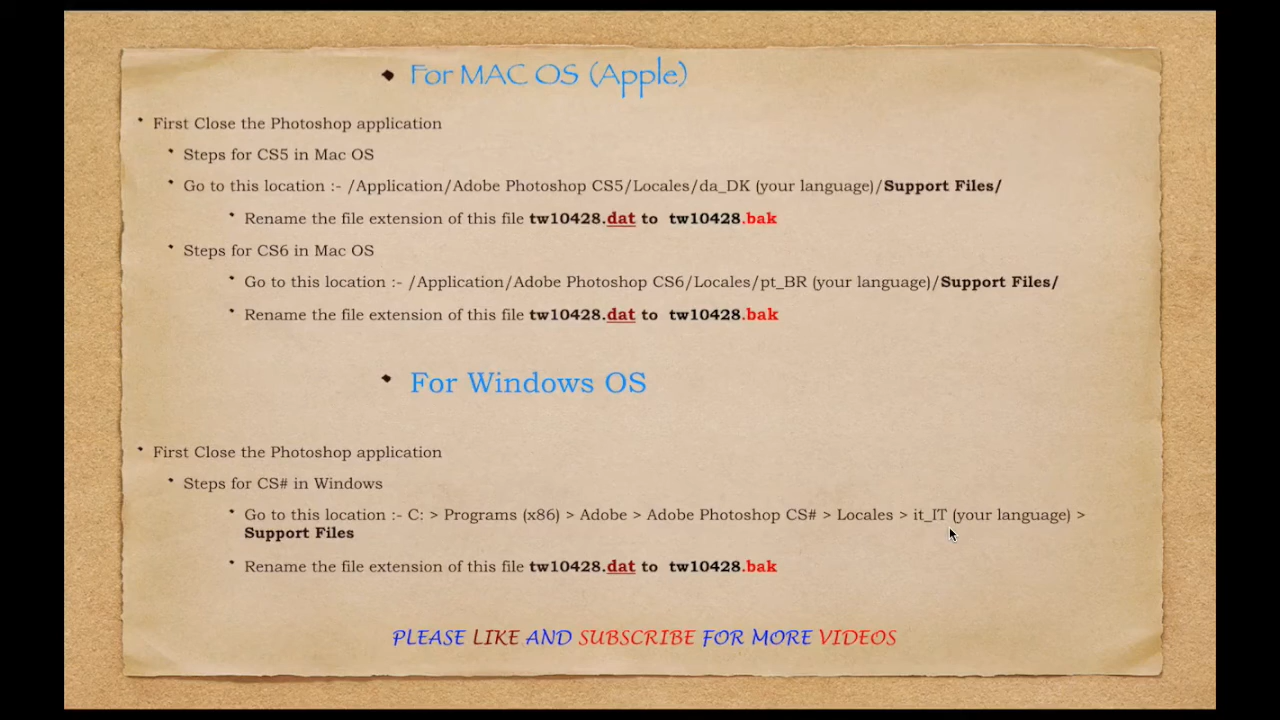 • For MAC OS (Apple)
• First Close the Photoshop application
• Steps for CS5 in Mac OS
• Go to this location :- /Application/Adobe Photoshop CS5/Locales/da_DK (your language)/Support Files/
• Rename the file extension of this file tw10428.dat to tw10428.bak
• Steps for CS6 in Mac OS
• Go to this location :- /Application/Adobe Photoshop CS6/Locales/pt_BR (your language)/Support Files/
• Rename the file extension of this file tw10428.dat to tw10428.bak
• For Windows OS
• First Close the Photoshop application
• Steps for CS# in Windows
• Go to this location :- C: > Programs (x86) > Adobe > Adobe Photoshop CS# > Locales > it_IT (your language) >
Support Files
• Rename the file extension of this file tw10428.dat to tw10428.bak
PLEASE LIKE AND SUBSCRIBE FOR MORE VIDEOS